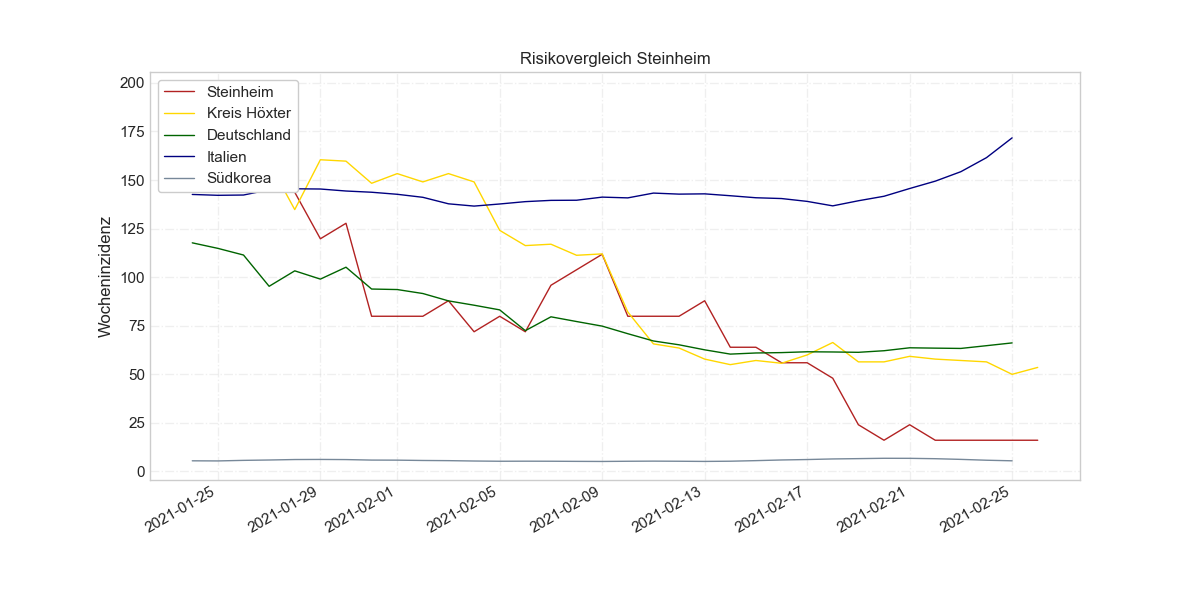 Risikovergleich Steinheim
Wocheninzidenz
200
175
150
125
100
75
50
25
0
Steinheim
Kreis Höxter
Deutschland
Italien
Südkorea
2021-01-25
2021-01-29
2021-02-01
2021-02-05
2021-02-09
2021-02-13
2021-02-17
2021-02-21
2021-02-25